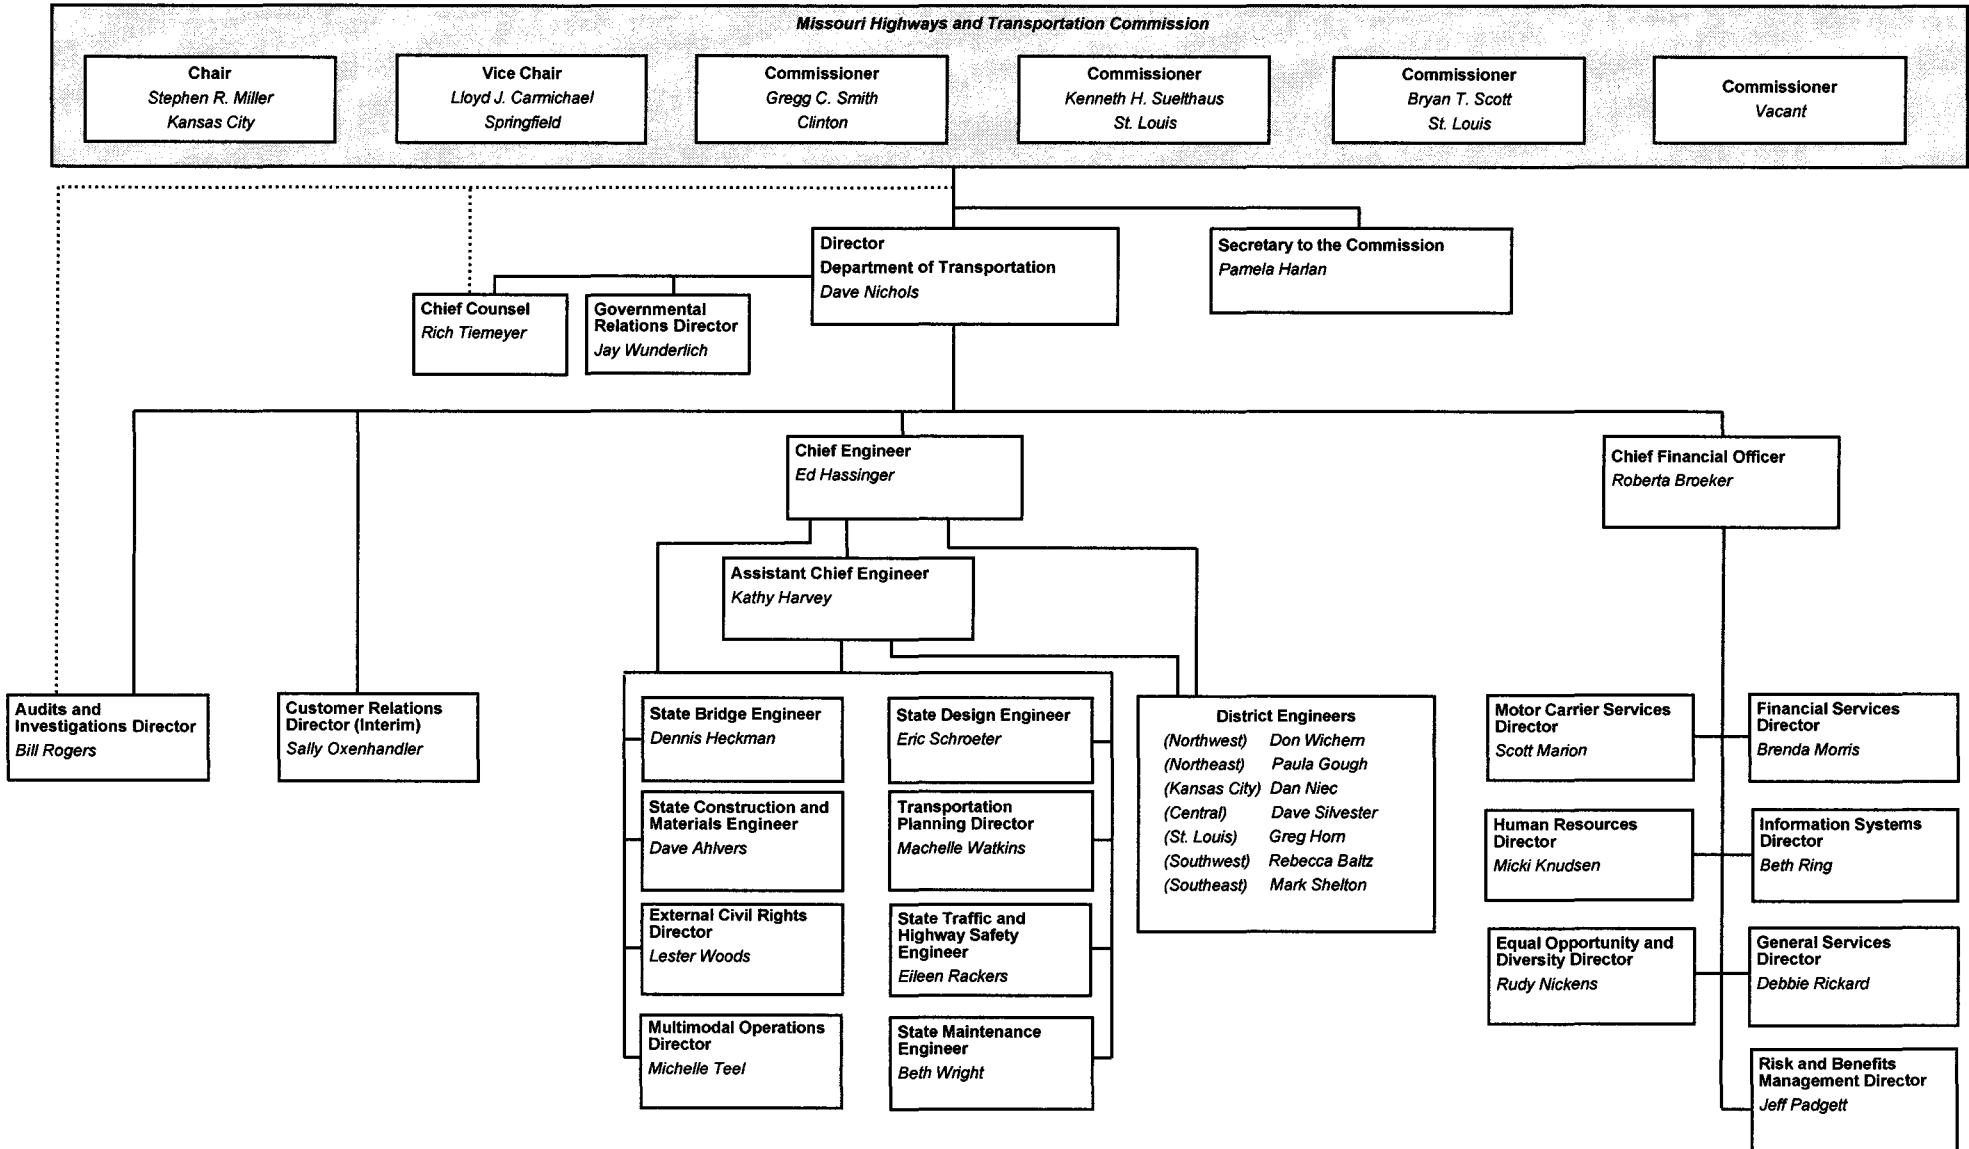 Missouri Highways and Transportation Commission
Chair
Stephen R. Miller
Kansas City
Vice Chair
Lloyd J. Carmichael
Springfield
Commissioner
Gregg C. Smith
Clinton
Commissioner
Kenneth H. Suelthaus
St. Louis
Commissioner
Bryan T. Scott
St. Louis
Commissioner
Vacant
Director
Department of Transportation
Dave Nichols
Secretary to the Commission
Pamela Harlan
Chief Counsel
Rich Tiemeyer
Governmental
Relations Director
Jay Wunderlich
Chief Engineer
Ed Hassinger
Chief Financial Officer
Roberta Broeker
Assistant Chief Engineer
Kathy Harvey
Audits and
Investigations Director
Bill Rogers
Customer Relations
Director (Interim)
Sally Oxenhandler
State Bridge Engineer
Dennis Heckman
State Design Engineer
Eric Schroeter
State Construction and
Materials Engineer
Dave Ahlvers
Transportation
Planning Director
Machelle Watkins
External Civil Rights
Director
Lester Woods
State Traffic and
Highway Safety
Engineer
Eileen Rackers
Multimodal Operations
Director
Michelle Teel
State Maintenance
Engineer
Beth Wright
District Engineers
(Northwest) Don Wichern
(Northeast) Paula Gough
(Kansas City) Dan Niec
(Central) Dave Silvester
(St. Louis) Greg Horn
(Southwest) Rebecca Baltz
(Southeast) Mark Shelton
Motor Carrier Services
Director
Scott Marion
Financial Services
Director
Brenda Morris
Human Resources
Director
Micki Knudsen
Information Systems
Director
Beth Ring
Equal Opportunity and
Diversity Director
Rudy Nickens
General Services
Director
Debbie Rickard
Risk and Benefits
Management Director
Jeff Padgett